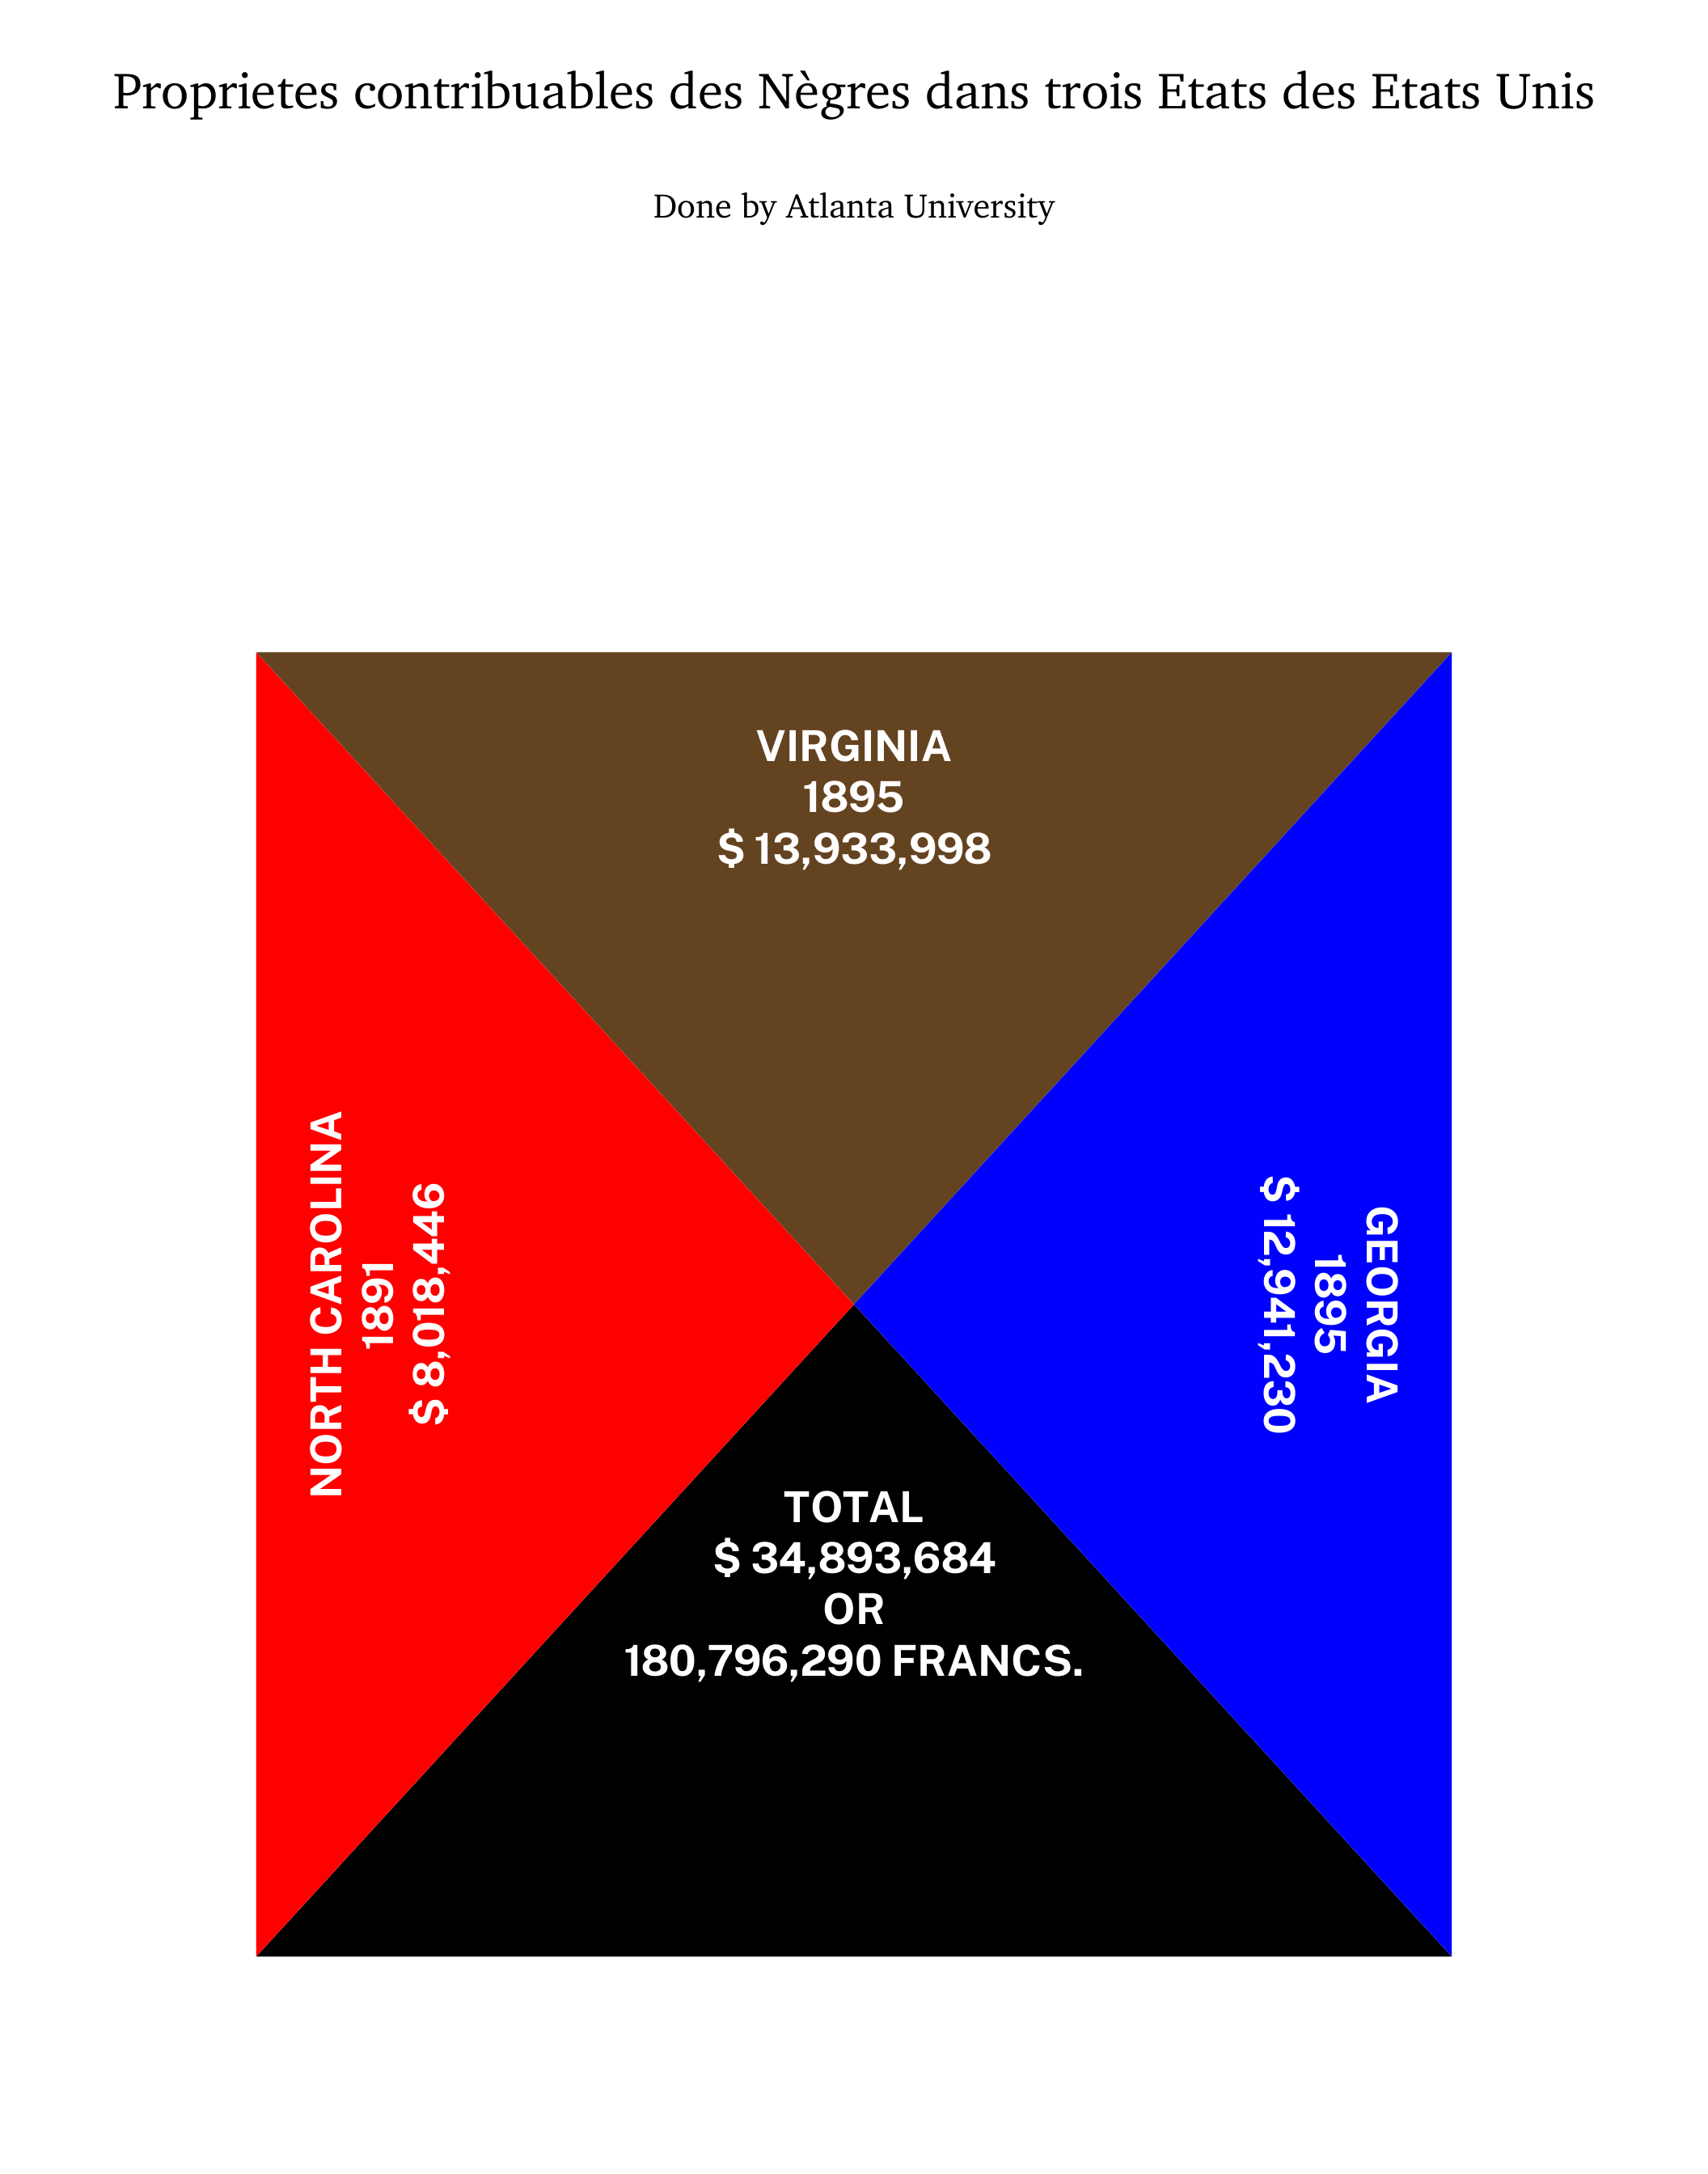 Proprietes contribuables des Nègres dans trois Etats des Etats Unis
Done by Atlanta University
VIRGINIA
1895
$ 13,933,998
NORTH CAROLINA
1891
$ 8,018,446
GEORGIA
1895
$ 12,941,230
TOTAL
$ 34,893,684
OR
180,796,290 FRANCS.